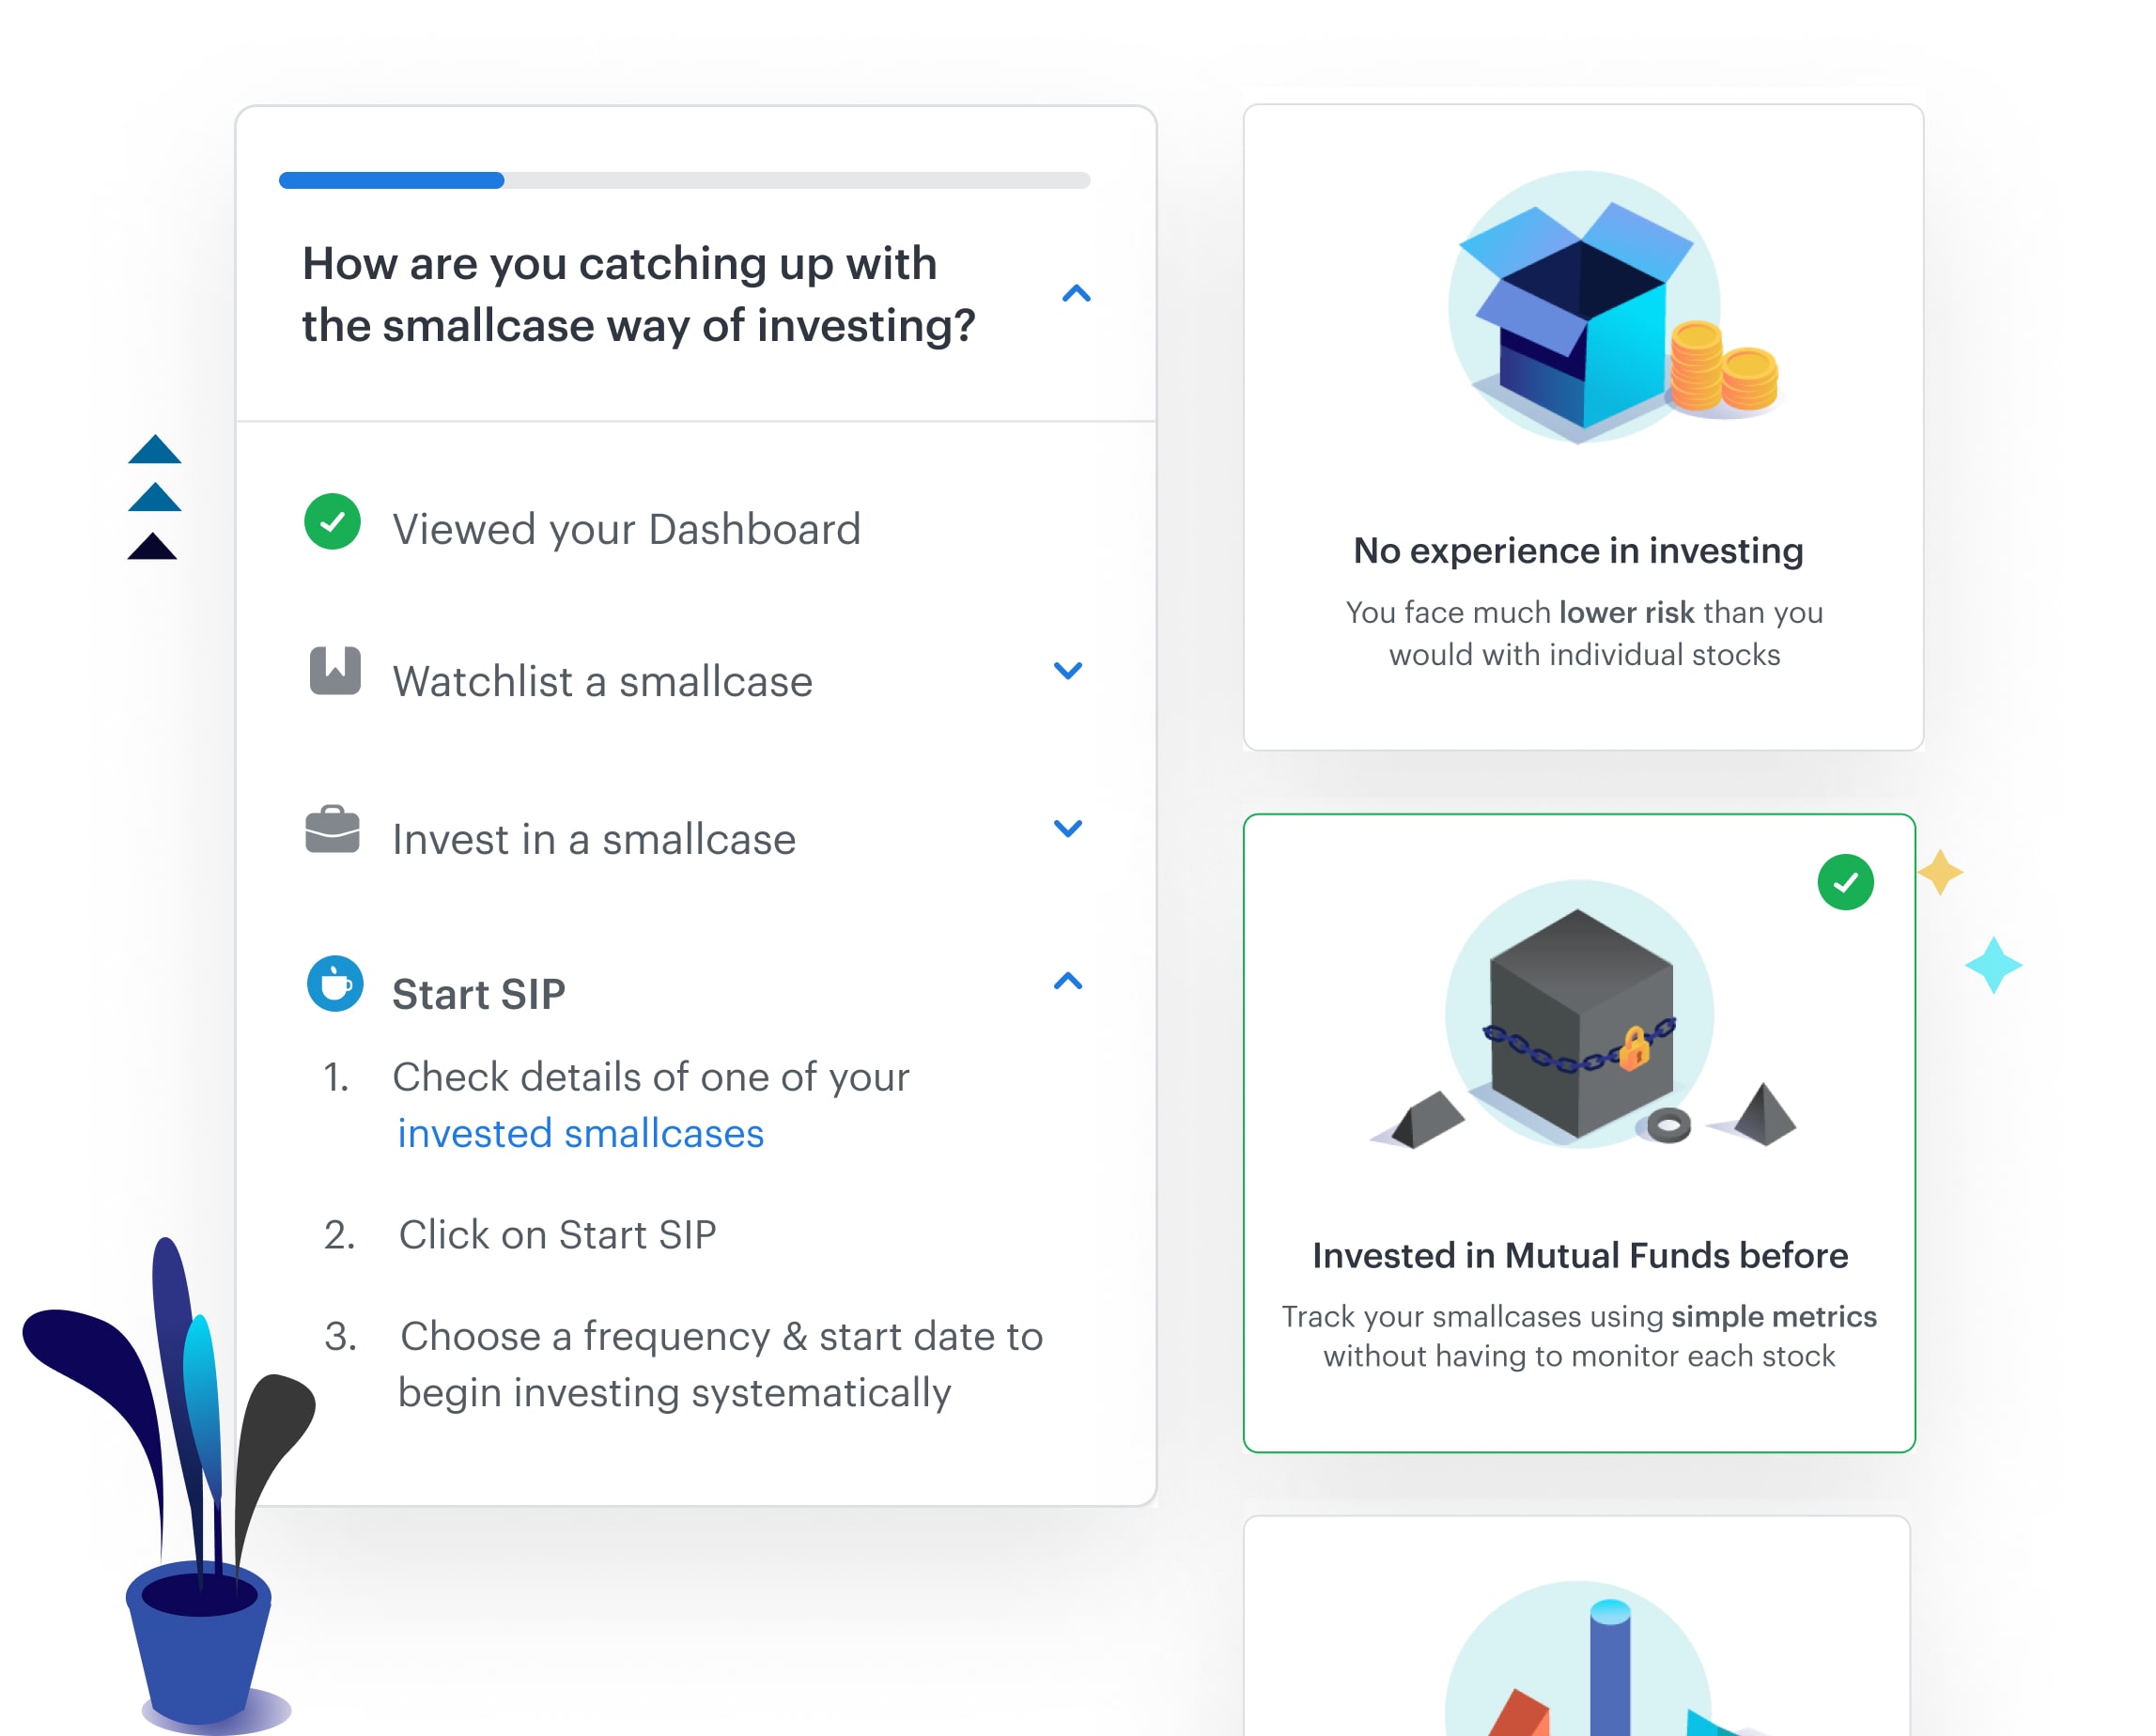 How are you catching up with
the smallcase way of investing?
Viewed your Dashboard
Watchlist a smallcase
Invest in a smallcase
Start SIP
1. Check details of one of your
invested smallcases
2. Click on Start SIP
3. Choose a frequency & start date to
begin investing systematically
No experience in investing
You face much lower risk than you
would with individual stocks
Invested in Mutual Funds before
Track your smallcases using simple metrics
without having to monitor each stock